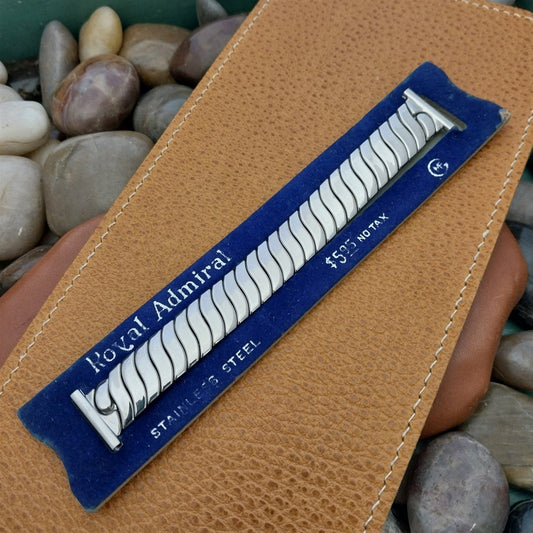 Royal Admiral
STAINLESS STEEL
$5.95 NO TAX